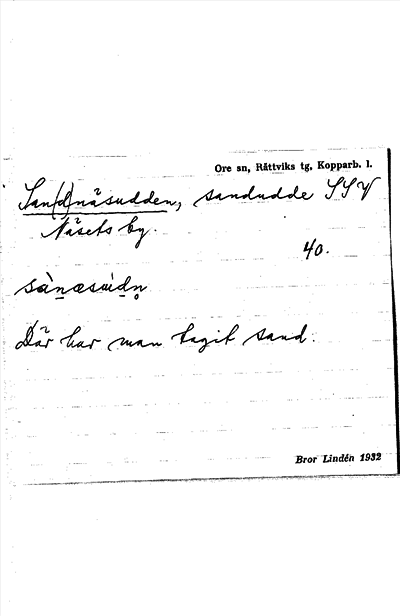 Ore sn, Rättviks tg, Kopparb. l.
San(d)näsudden, sandudde SSV
Näsets by.
40.
sànæsùdn̥
Där har man tagit sand.
Bror Lindén 1932